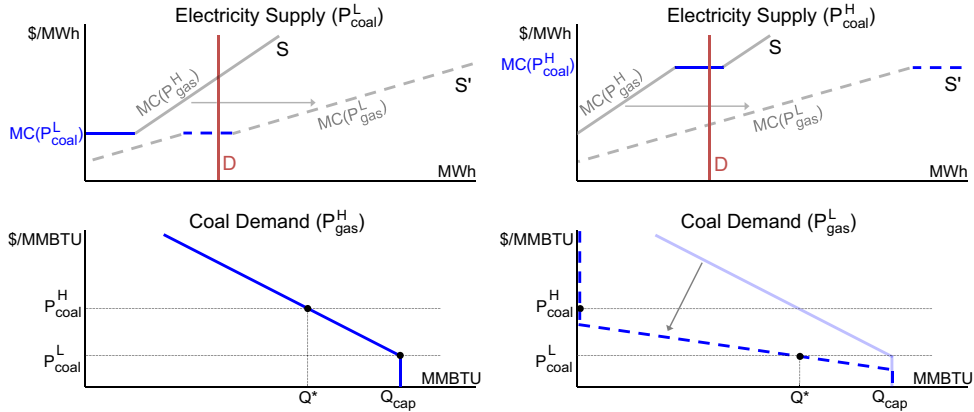 Electricity Supply (P^L_coal)
$/MWh
S
MC(P^H_gas)
S'
MC(P^L_gas)
MC(P^L_coal)
D
MWh
Electricity Supply (P^H_coal)
$/MWh
S
MC(P^H_coal)
MC(P^H_gas)
S'
MC(P^L_gas)
D
MWh
Coal Demand (P^H_gas)
$/MMBTU
P^H_coal
P^L_coal
MMBTU
Q*
Q_cap
Coal Demand (P^L_gas)
$/MMBTU
P^H_coal
P^L_coal
MMBTU
Q*
Q_cap